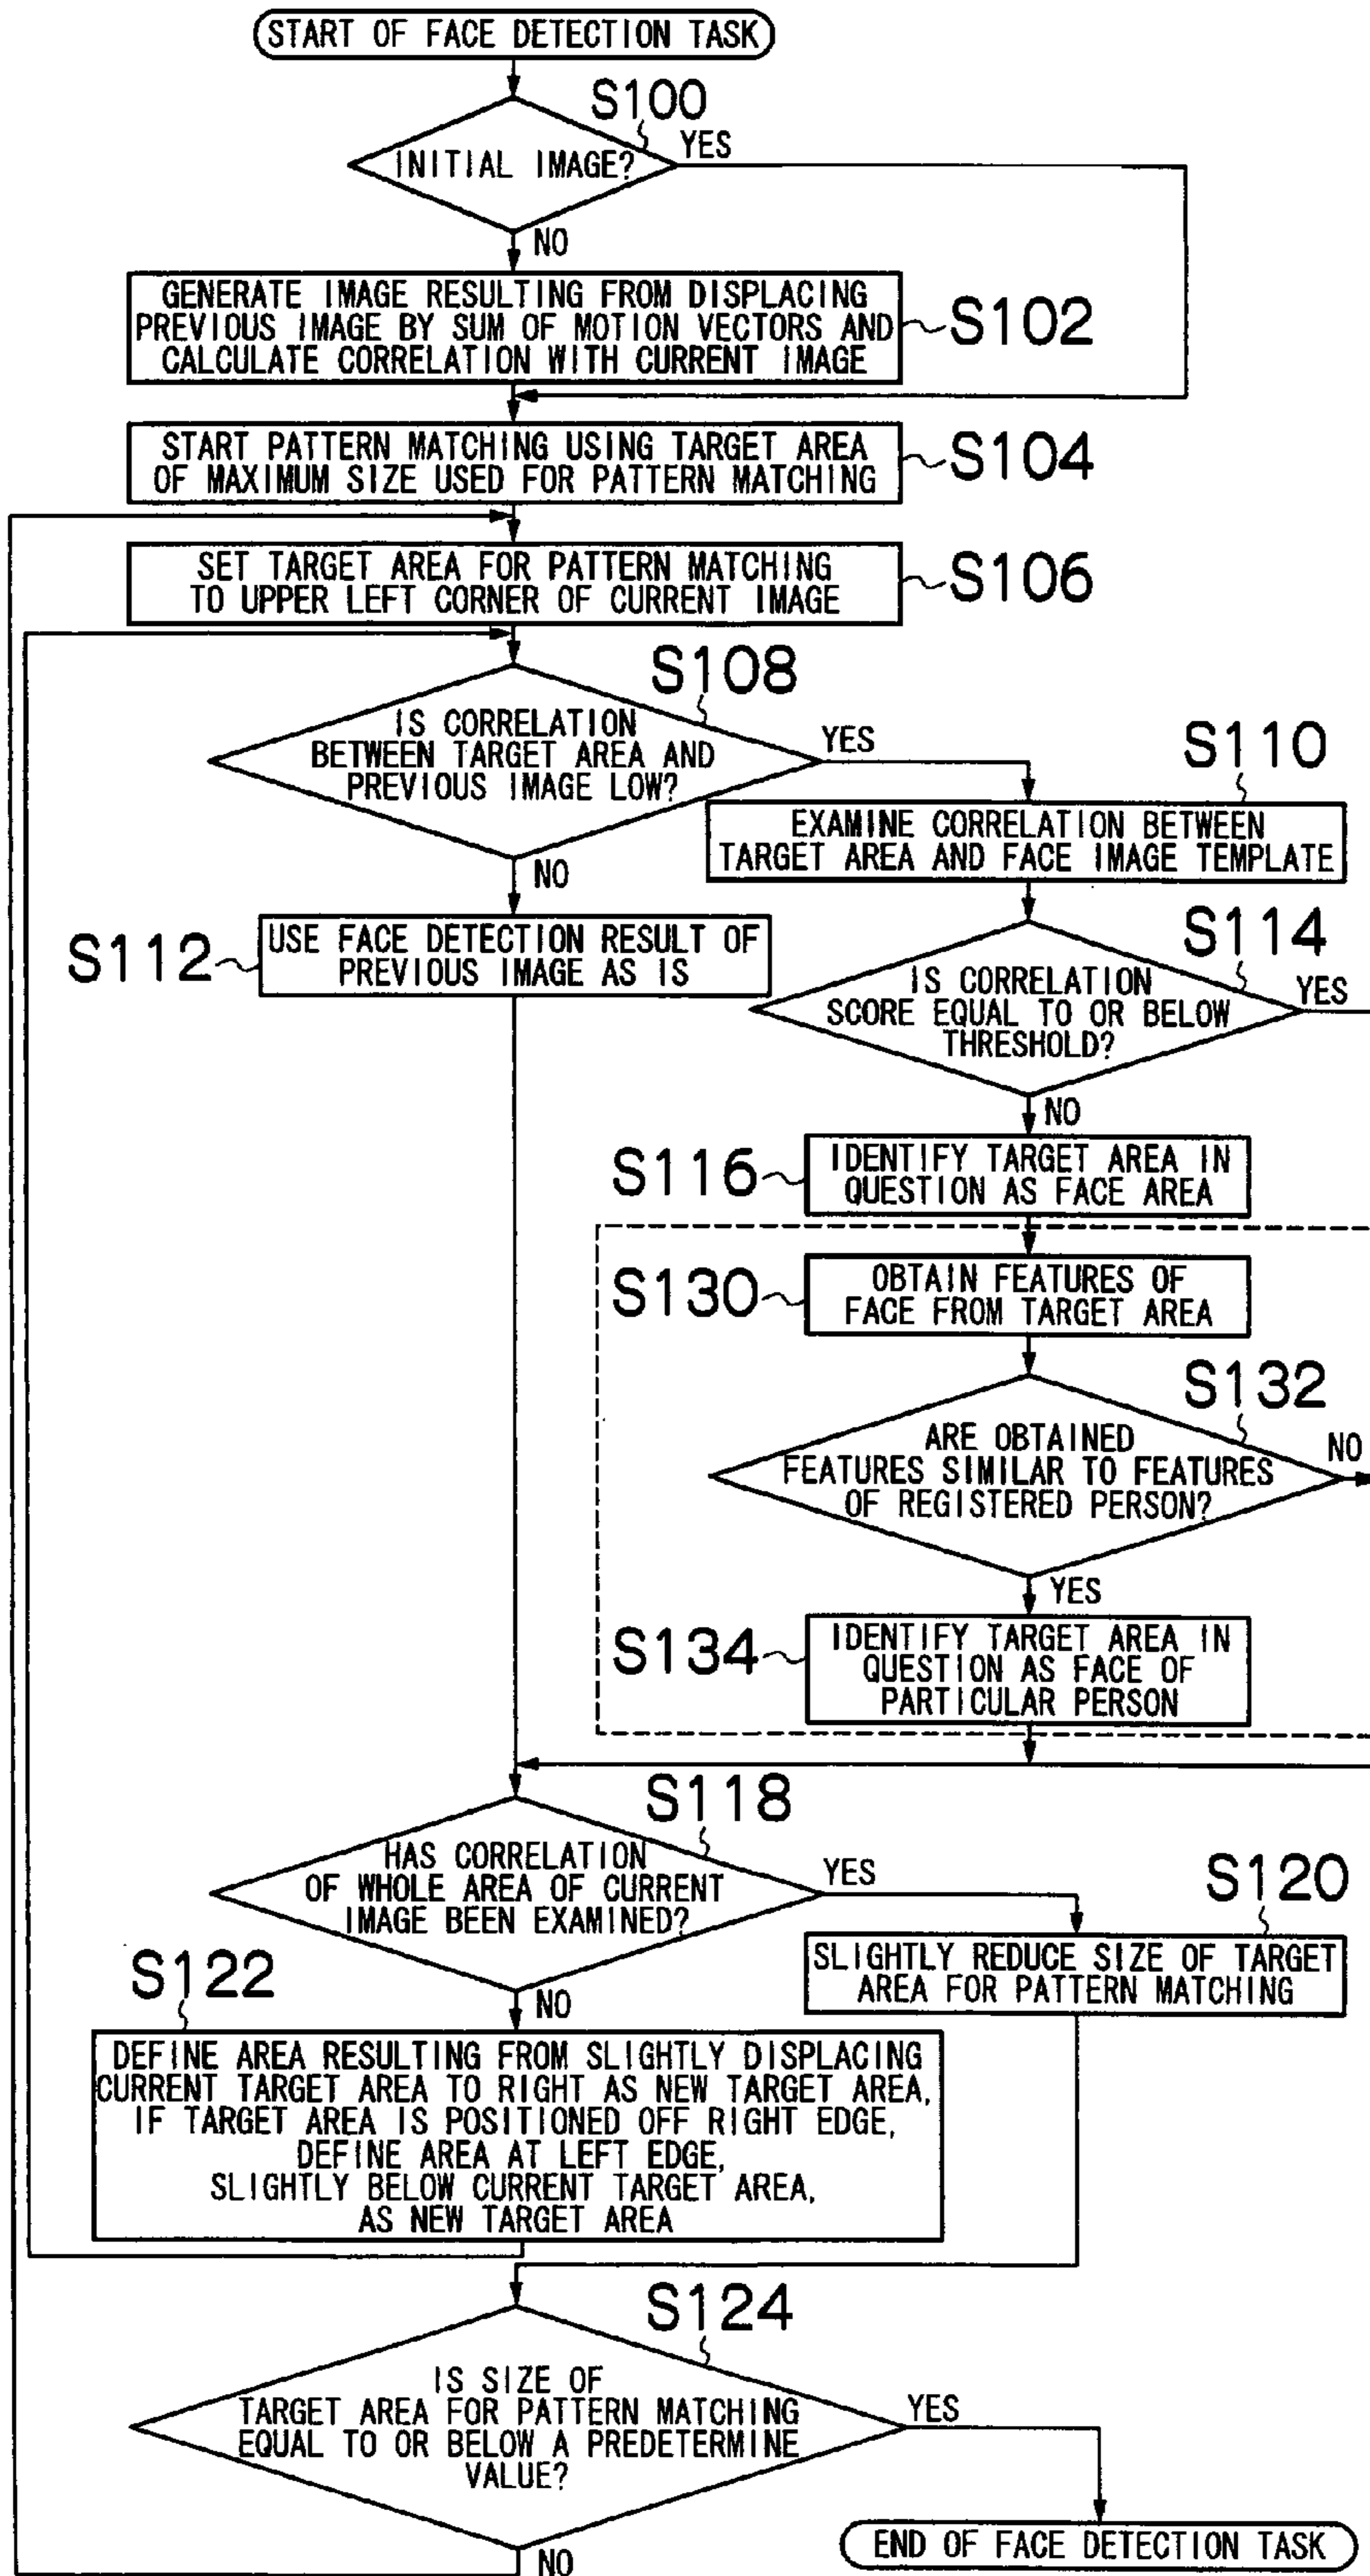 START OF FACE DETECTION TASK
S100
INITIAL IMAGE?
YES
NO
GENERATE IMAGE RESULTING FROM DISPLACING
PREVIOUS IMAGE BY SUM OF MOTION VECTORS AND
CALCULATE CORRELATION WITH CURRENT IMAGE
S102
START PATTERN MATCHING USING TARGET AREA
OF MAXIMUM SIZE USED FOR PATTERN MATCHING
S104
SET TARGET AREA FOR PATTERN MATCHING
TO UPPER LEFT CORNER OF CURRENT IMAGE
S106
S108
IS CORRELATION
BETWEEN TARGET AREA AND
PREVIOUS IMAGE LOW?
YES
NO
S110
EXAMINE CORRELATION BETWEEN
TARGET AREA AND FACE IMAGE TEMPLATE
S112
USE FACE DETECTION RESULT OF
PREVIOUS IMAGE AS IS
S114
IS CORRELATION
SCORE EQUAL TO OR BELOW
THRESHOLD?
YES
NO
S116
IDENTIFY TARGET AREA IN
QUESTION AS FACE AREA
S130
OBTAIN FEATURES OF
FACE FROM TARGET AREA
S132
ARE OBTAINED
FEATURES SIMILAR TO FEATURES
OF REGISTERED PERSON?
NO
YES
S134
IDENTIFY TARGET AREA IN
QUESTION AS FACE OF
PARTICULAR PERSON
S118
HAS CORRELATION
OF WHOLE AREA OF CURRENT
IMAGE BEEN EXAMINED?
YES
NO
S120
SLIGHTLY REDUCE SIZE OF TARGET
AREA FOR PATTERN MATCHING
S122
DEFINE AREA RESULTING FROM SLIGHTLY DISPLACING
CURRENT TARGET AREA TO RIGHT AS NEW TARGET AREA,
IF TARGET AREA IS POSITIONED OFF RIGHT EDGE,
DEFINE AREA AT LEFT EDGE,
SLIGHTLY BELOW CURRENT TARGET AREA,
AS NEW TARGET AREA
S124
IS SIZE OF
TARGET AREA FOR PATTERN MATCHING
EQUAL TO OR BELOW A PREDETERMINE
VALUE?
YES
NO
END OF FACE DETECTION TASK